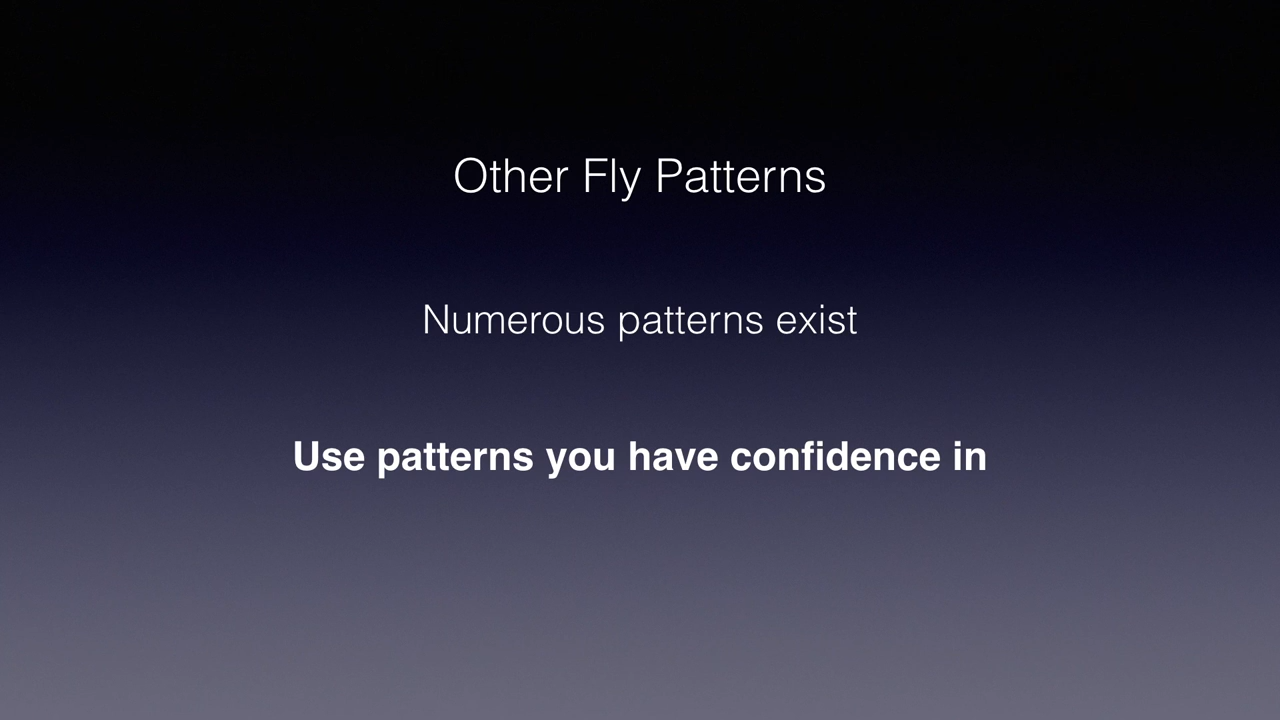 Other Fly Patterns
Numerous patterns exist
Use patterns you have confidence in